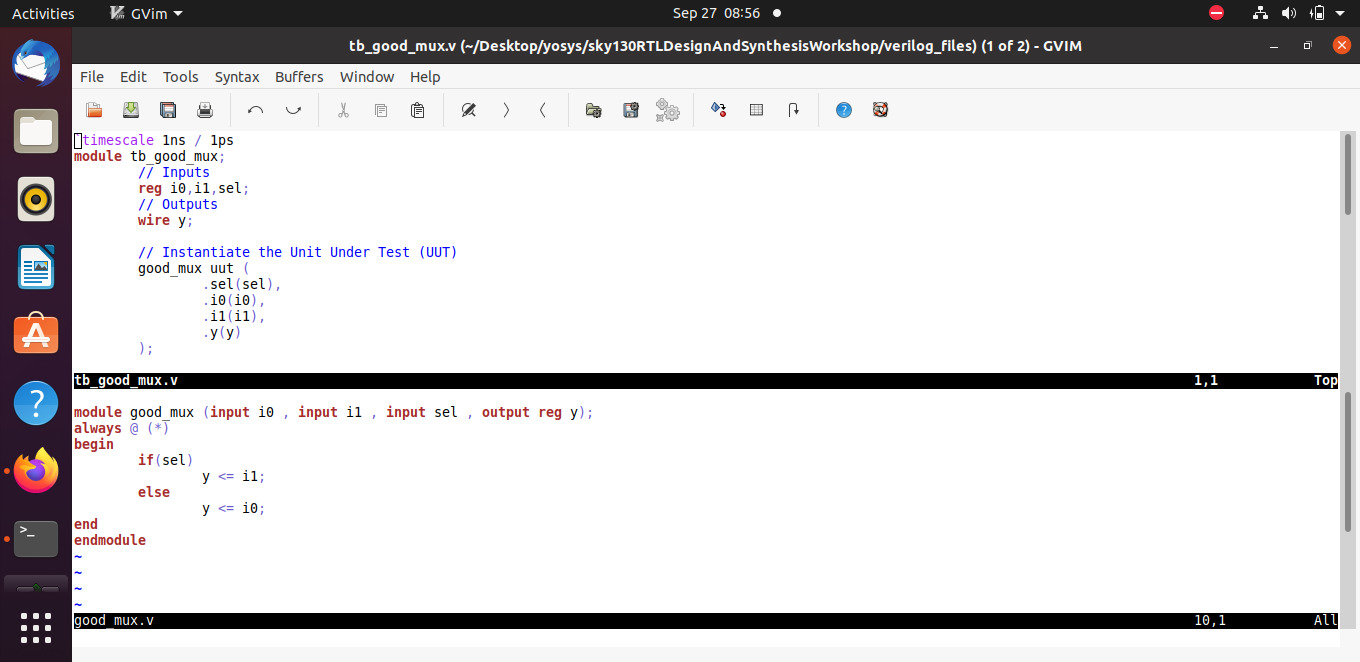 Activities GVim Sep 27 08:56
tb_good_mux.v (~/Desktop/yosys/sky130RTLDesignAndSynthesisWorkshop/verilog_files) (1 of 2) - GVIM
File Edit Tools Syntax Buffers Window Help
`timescale 1ns / 1ps
module tb_good_mux;
// Inputs
reg i0,i1,sel;
// Outputs
wire y;
// Instantiate the Unit Under Test (UUT)
good_mux uut (
.sel(sel),
.i0(i0),
.i1(i1),
.y(y)
);
tb_good_mux.v 1,1 Top
module good_mux (input i0 , input i1 , input sel , output reg y);
always @ (*)
begin
if(sel)
y <= i1;
else
y <= i0;
end
endmodule
~
~
~
~
good_mux.v 10,1 All